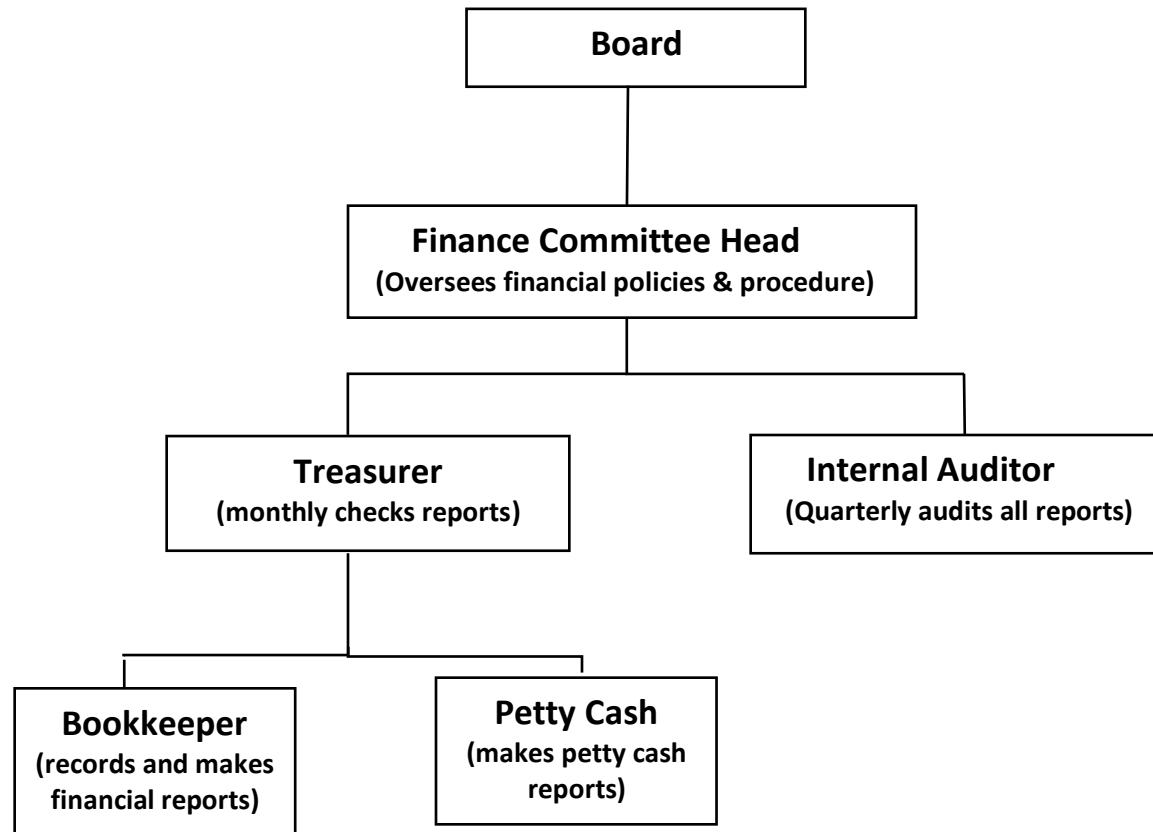 Board
Finance Committee Head
(Oversees financial policies & procedure)
Treasurer
(monthly checks reports)
Internal Auditor
(Quarterly audits all reports)
Bookkeeper
(records and makes
financial reports)
Petty Cash
(makes petty cash
reports)